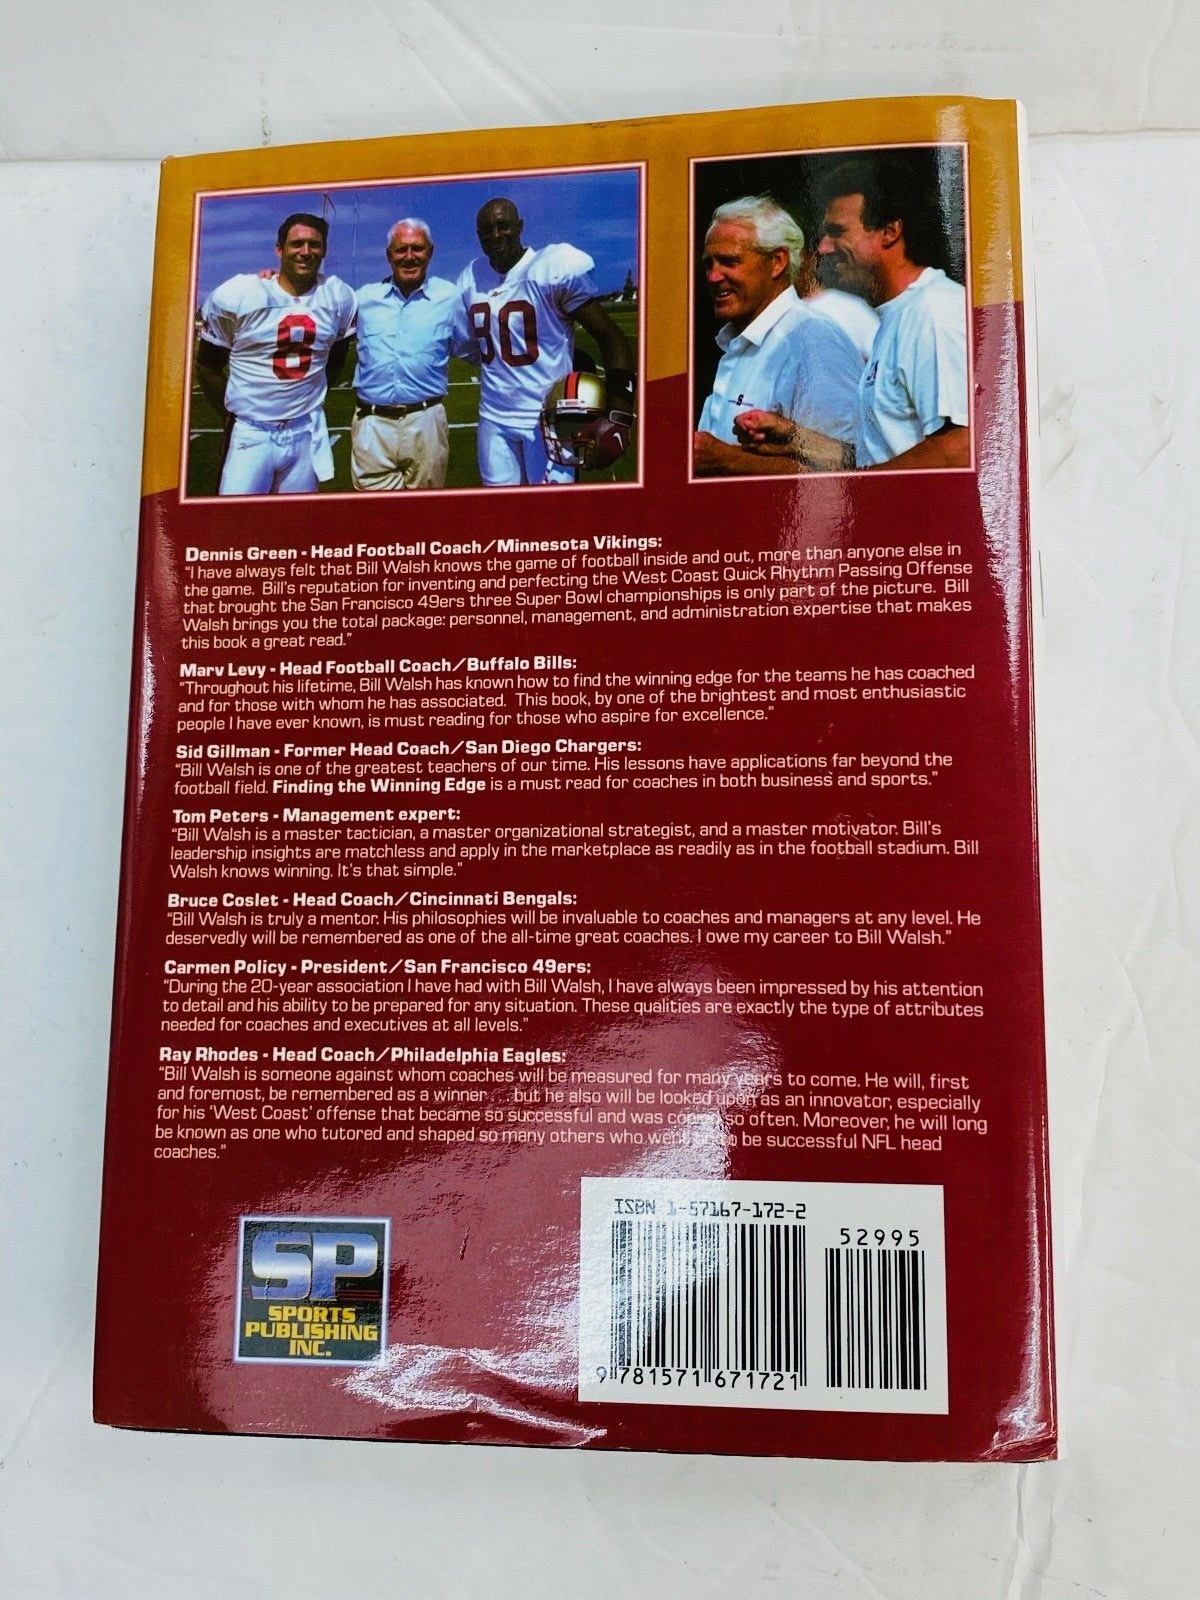 8
80
Dennis Green - Head Football Coach/Minnesota Vikings:
"I have always felt that Bill Walsh knows the game of football inside and out, more than anyone else in
the game. Bill's reputation for inventing and perfecting the West Coast Quick Rhythm Passing Offense
that brought the San Francisco 49ers three Super Bowl championships is only part of the picture. Bill
Walsh brings you the total package: personnel, management, and administration expertise that makes
this book a great read."
Marv Levy - Head Football Coach/Buffalo Bills:
"Throughout his lifetime, Bill Walsh has known how to find the winning edge for the teams he has coached
and for those with whom he has associated. This book, by one of the brightest and most enthusiastic
people I have ever known, is must reading for those who aspire for excellence."
Sid Gillman - Former Head Coach/San Diego Chargers:
"Bill Walsh is one of the greatest teachers of our time. His lessons have applications far beyond the
football field. Finding the Winning Edge is a must read for coaches in both business and sports."
Tom Peters - Management expert:
"Bill Walsh is a master tactician, a master organizational strategist, and a master motivator. Bill's
leadership insights are matchless and apply in the marketplace as readily as in the football stadium. Bill
Walsh knows winning. It's that simple."
Bruce Coslet - Head Coach/Cincinnati Bengals:
"Bill Walsh is truly a mentor. His philosophies will be invaluable to coaches and managers at any level. He
deservedly will be remembered as one of the all-time great coaches. I owe my career to Bill Walsh."
Carmen Policy - President/San Francisco 49ers:
"During the 20-year association I have had with Bill Walsh, I have always been impressed by his attention
to detail and his ability to be prepared for any situation. These qualities are exactly the type of attributes
needed for coaches and executives at all levels."
Ray Rhodes - Head Coach/Philadelphia Eagles:
"Bill Walsh is someone against whom coaches will be measured for many years to come. He will, first
and foremost, be remembered as a winner . . . but he also will be looked upon as an innovator, especially
for his 'West Coast' offense that became so successful and was copied so often. Moreover, he will long
be known as one who tutored and shaped so many others who went be successful NFL head
coaches."
ISBN 1-57167-172-2
52995
9 781571 671721
SP
SPORTS
PUBLISHING
INC.